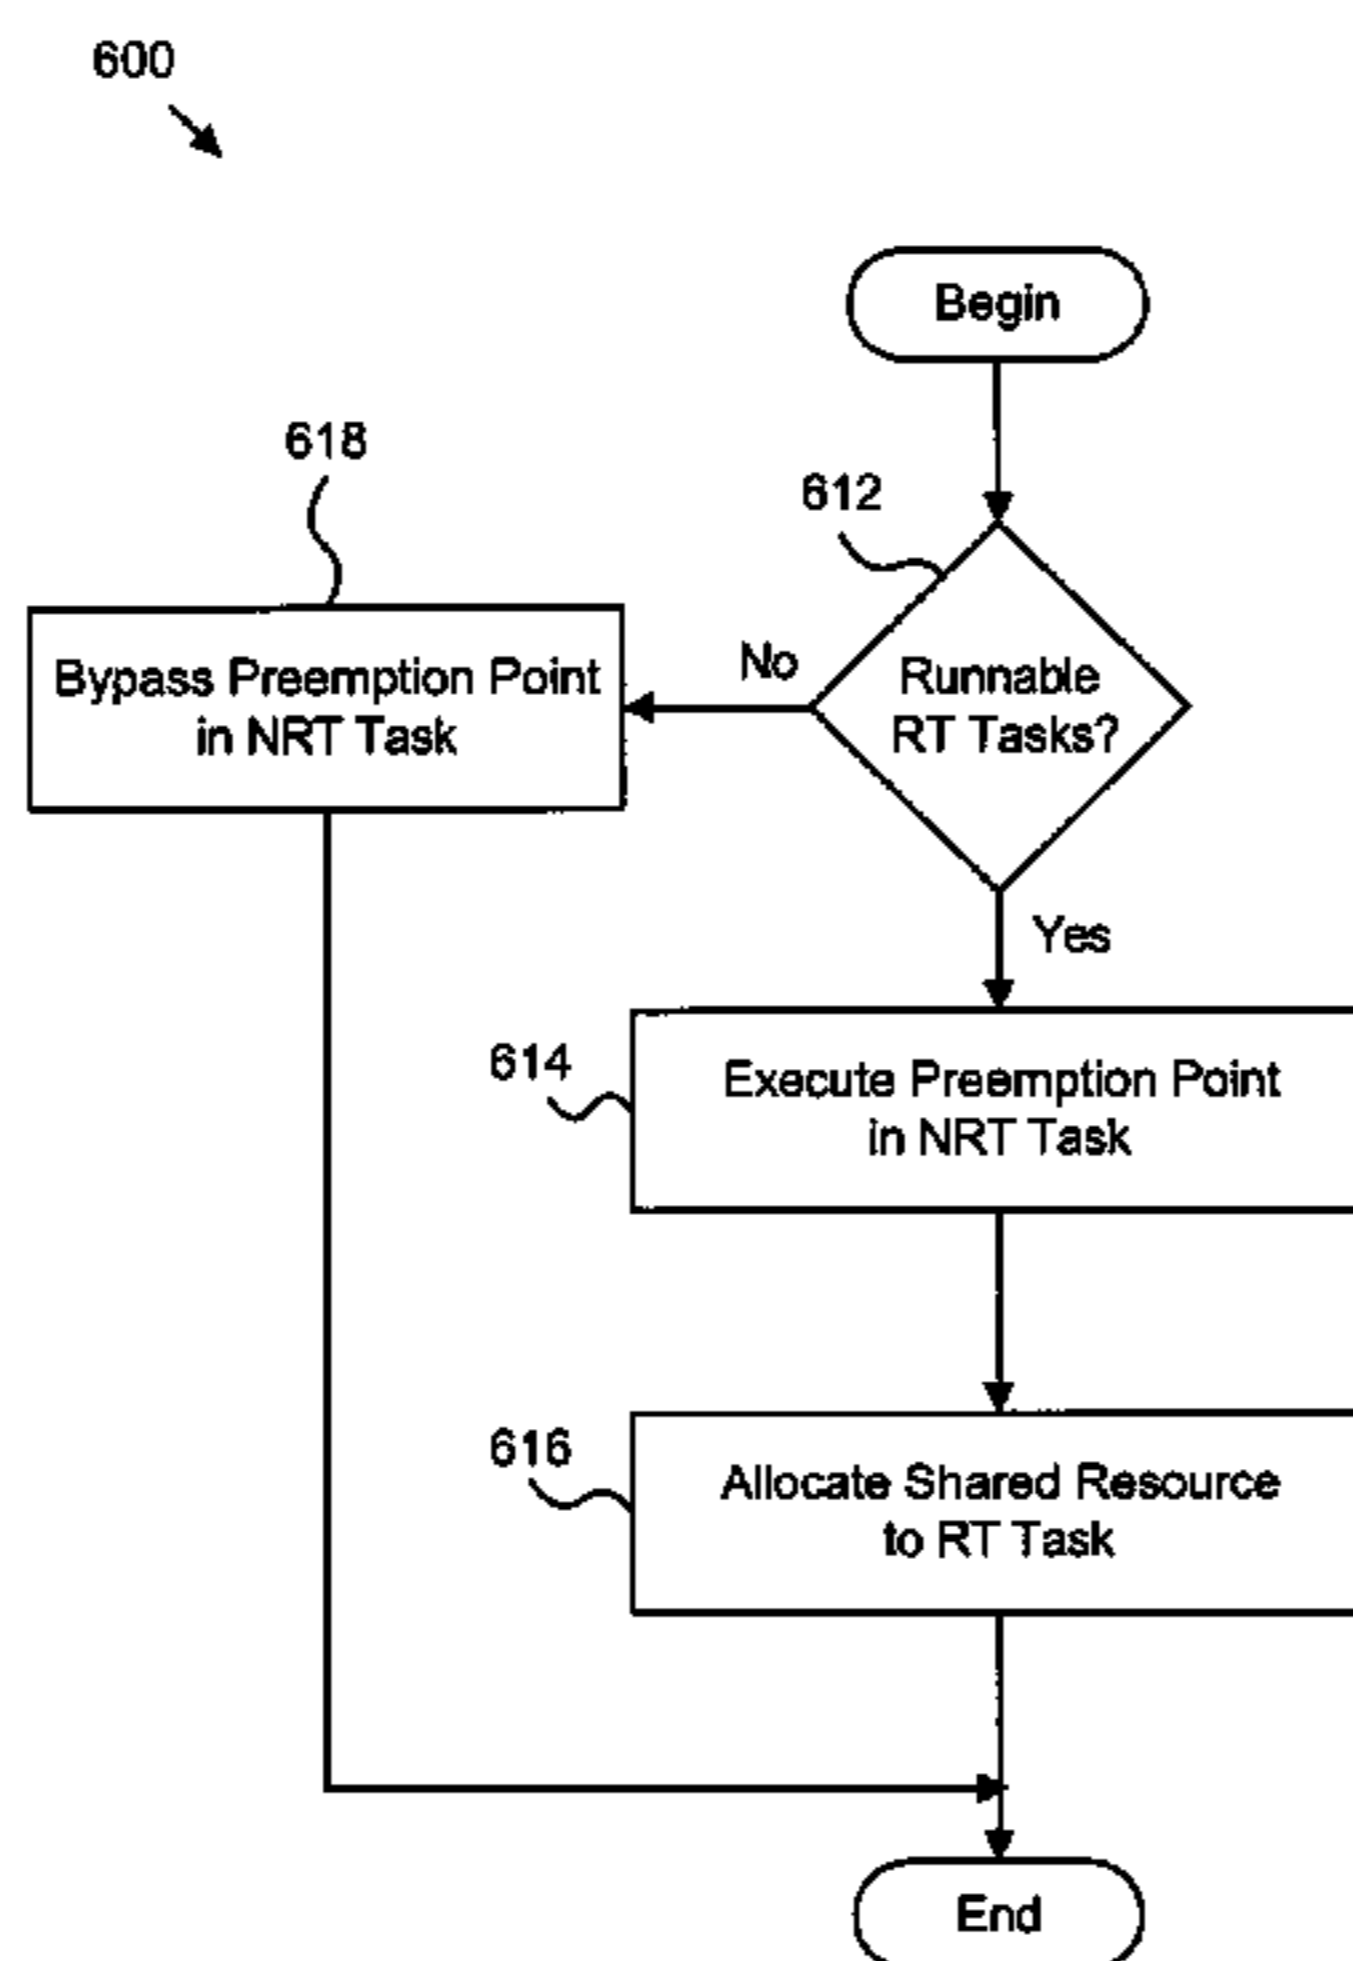 600
Begin
618
612
Bypass Preemption Point
in NRT Task
No
Runnable
RT Tasks?
Yes
614
Execute Preemption Point
in NRT Task
616
Allocate Shared Resource
to RT Task
End